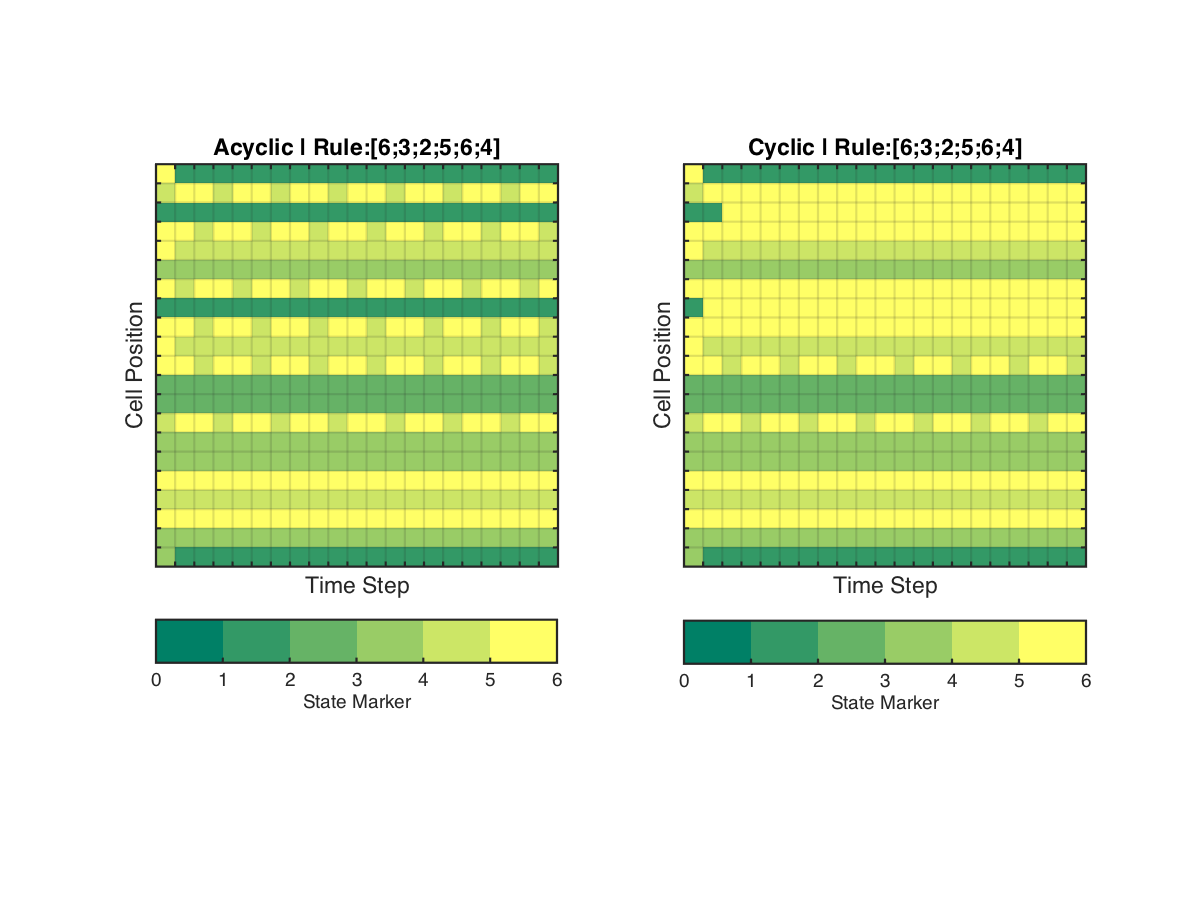 Acyclic | Rule:[6;3;2;5;6;4]
Cell Position
Time Step
0 1 2 3 4 5 6
State Marker
Cyclic | Rule:[6;3;2;5;6;4]
Cell Position
Time Step
0 1 2 3 4 5 6
State Marker